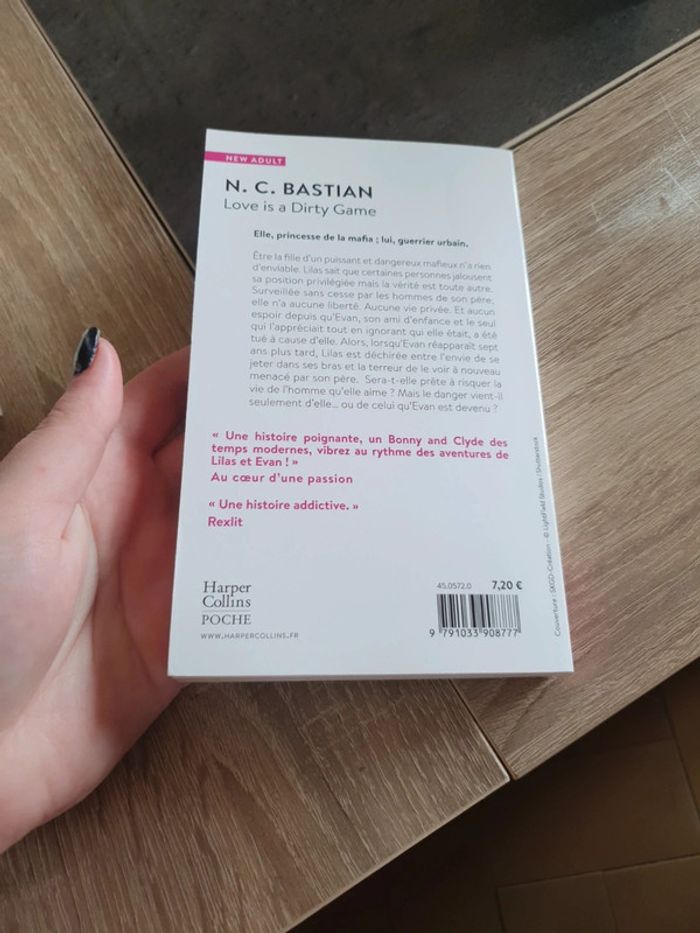 NEW ADULT
N. C. BASTIAN
Love is a Dirty Game
Elle, princesse de la mafia ; lui, guerrier urbain.
Être la fille d'un puissant et dangereux mafieux n'a rien
d'enviable. Lilas sait que certaines personnes jalousent
sa position privilégiée mais la vérité est toute autre.
Surveillée sans cesse par les hommes de son père,
elle n'a aucune liberté. Aucune vie privée. Et aucun
espoir depuis qu'Evan, son ami d'enfance et le seul
qui l'appréciait tout en ignorant qui elle était, a été
tué à cause d'elle. Alors, lorsqu'Evan réapparaît sept
ans plus tard, Lilas est déchirée entre l'envie de se
jeter dans ses bras et la terreur de le voir à nouveau
menacé par son père. Sera-t-elle prête à risquer la
vie de l'homme qu'elle aime ? Mais le danger vient-il
seulement d'elle... ou de celui qu'Evan est devenu ?
« Une histoire poignante, un Bonny and Clyde des
temps modernes, vibrez au rythme des aventures de
Lilas et Evan ! »
Au cœur d'une passion
« Une histoire addictive. »
Rexlit
Harper
Collins
POCHE
WWW.HARPERCOLLINS.FR
45.0572.0 7,20 €
9 791033 908777
Couverture : SKGD-Création - © LightField Studios / Shutterstock